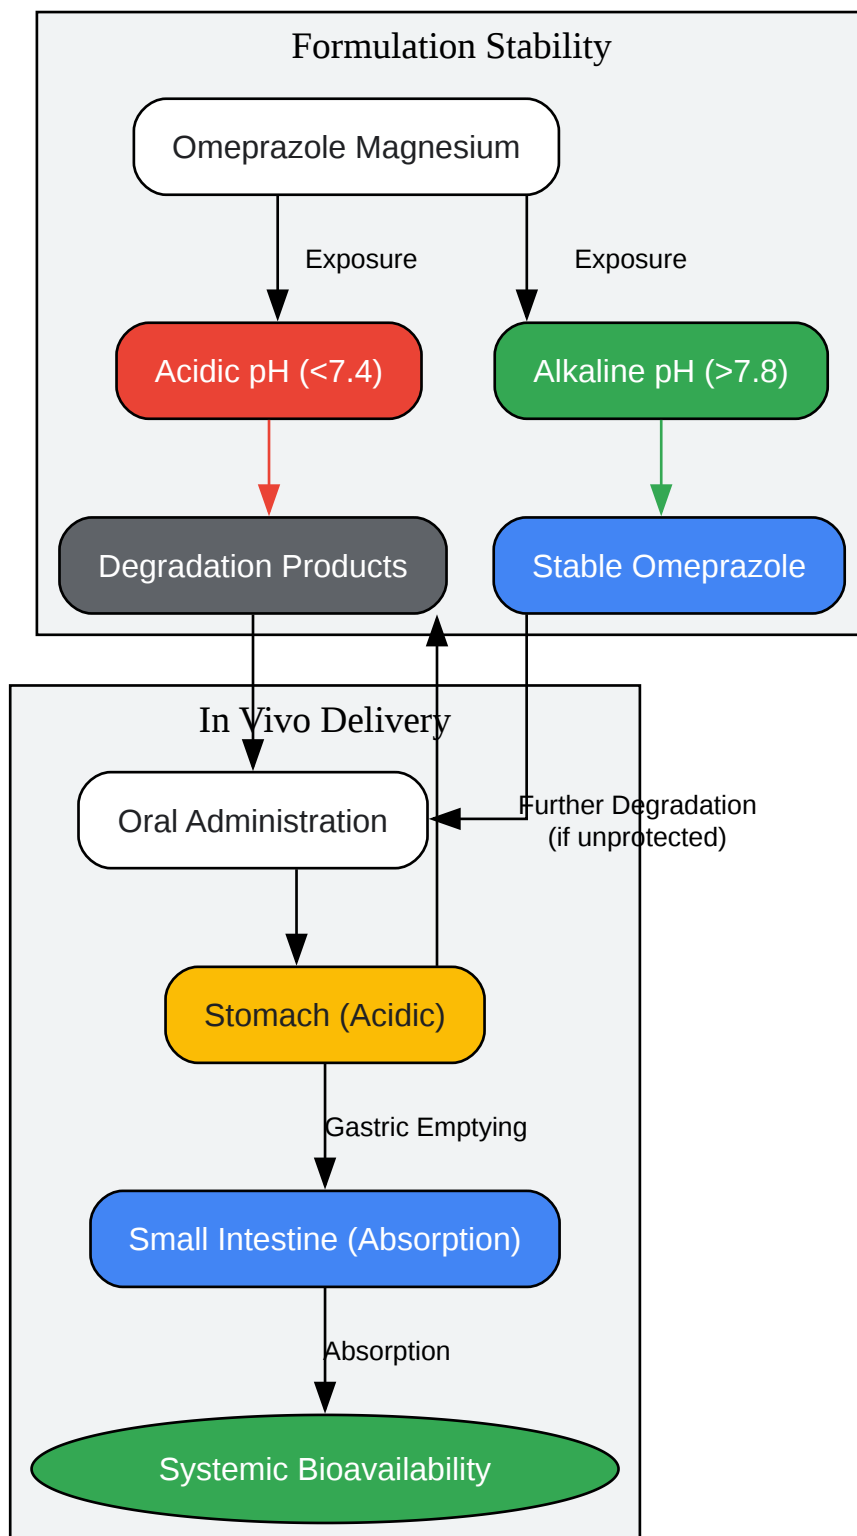 Formulation Stability
Omeprazole Magnesium
Exposure
Exposure
Acidic pH (<7.4)
Alkaline pH (>7.8)
Degradation Products
Stable Omeprazole
In Vivo Delivery
Oral Administration
Further Degradation
(if unprotected)
Stomach (Acidic)
Gastric Emptying
Small Intestine (Absorption)
Absorption
Systemic Bioavailability